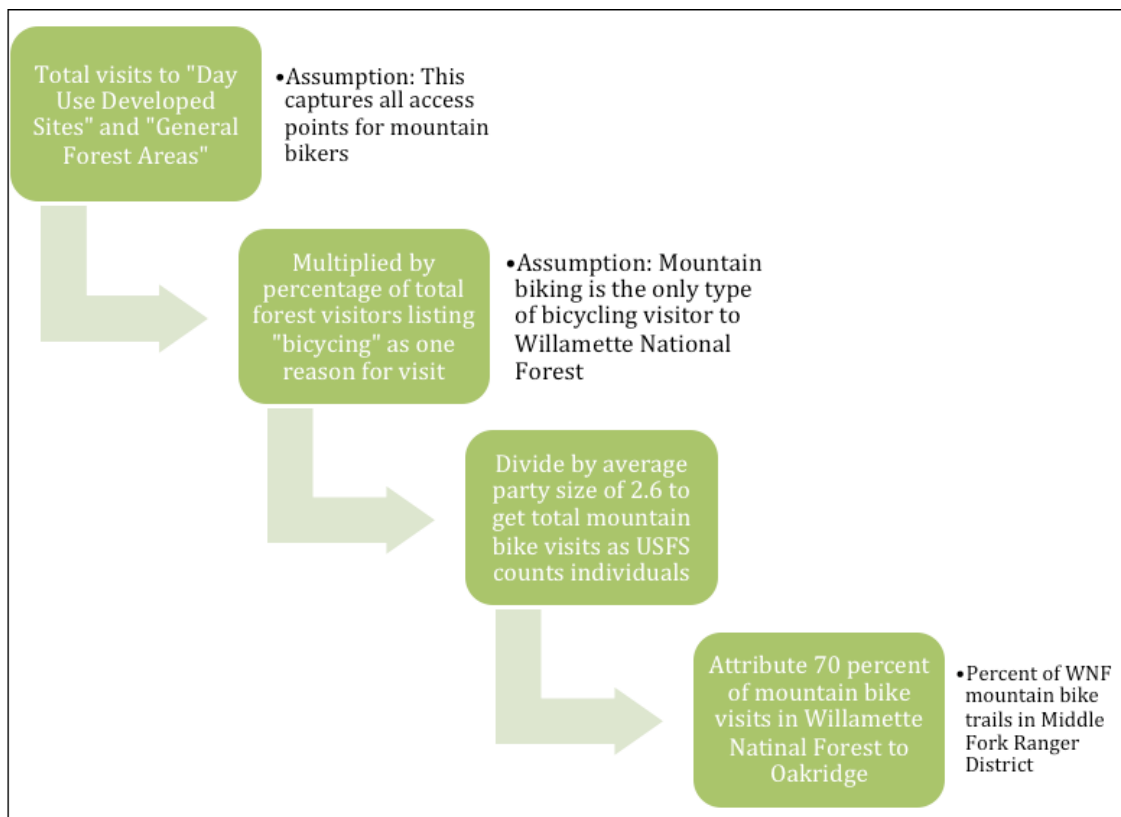 Total visits to "Day
Use Developed
Sites" and "General
Forest Areas"
•Assumption: This
captures all access
points for mountain
bikers
Multiplied by
percentage of total
forest visitors listing
"bicycing" as one
reason for visit
•Assumption: Mountain
biking is the only type
of bicycling visitor to
Willamette National
Forest
Divide by average
party size of 2.6 to
get total mountain
bike visits as USFS
counts individuals
Attribute 70 percent
of mountain bike
visits in Willamette
Natinal Forest to
Oakridge
•Percent of WNF
mountain bike
trails in Middle
Fork Ranger
District